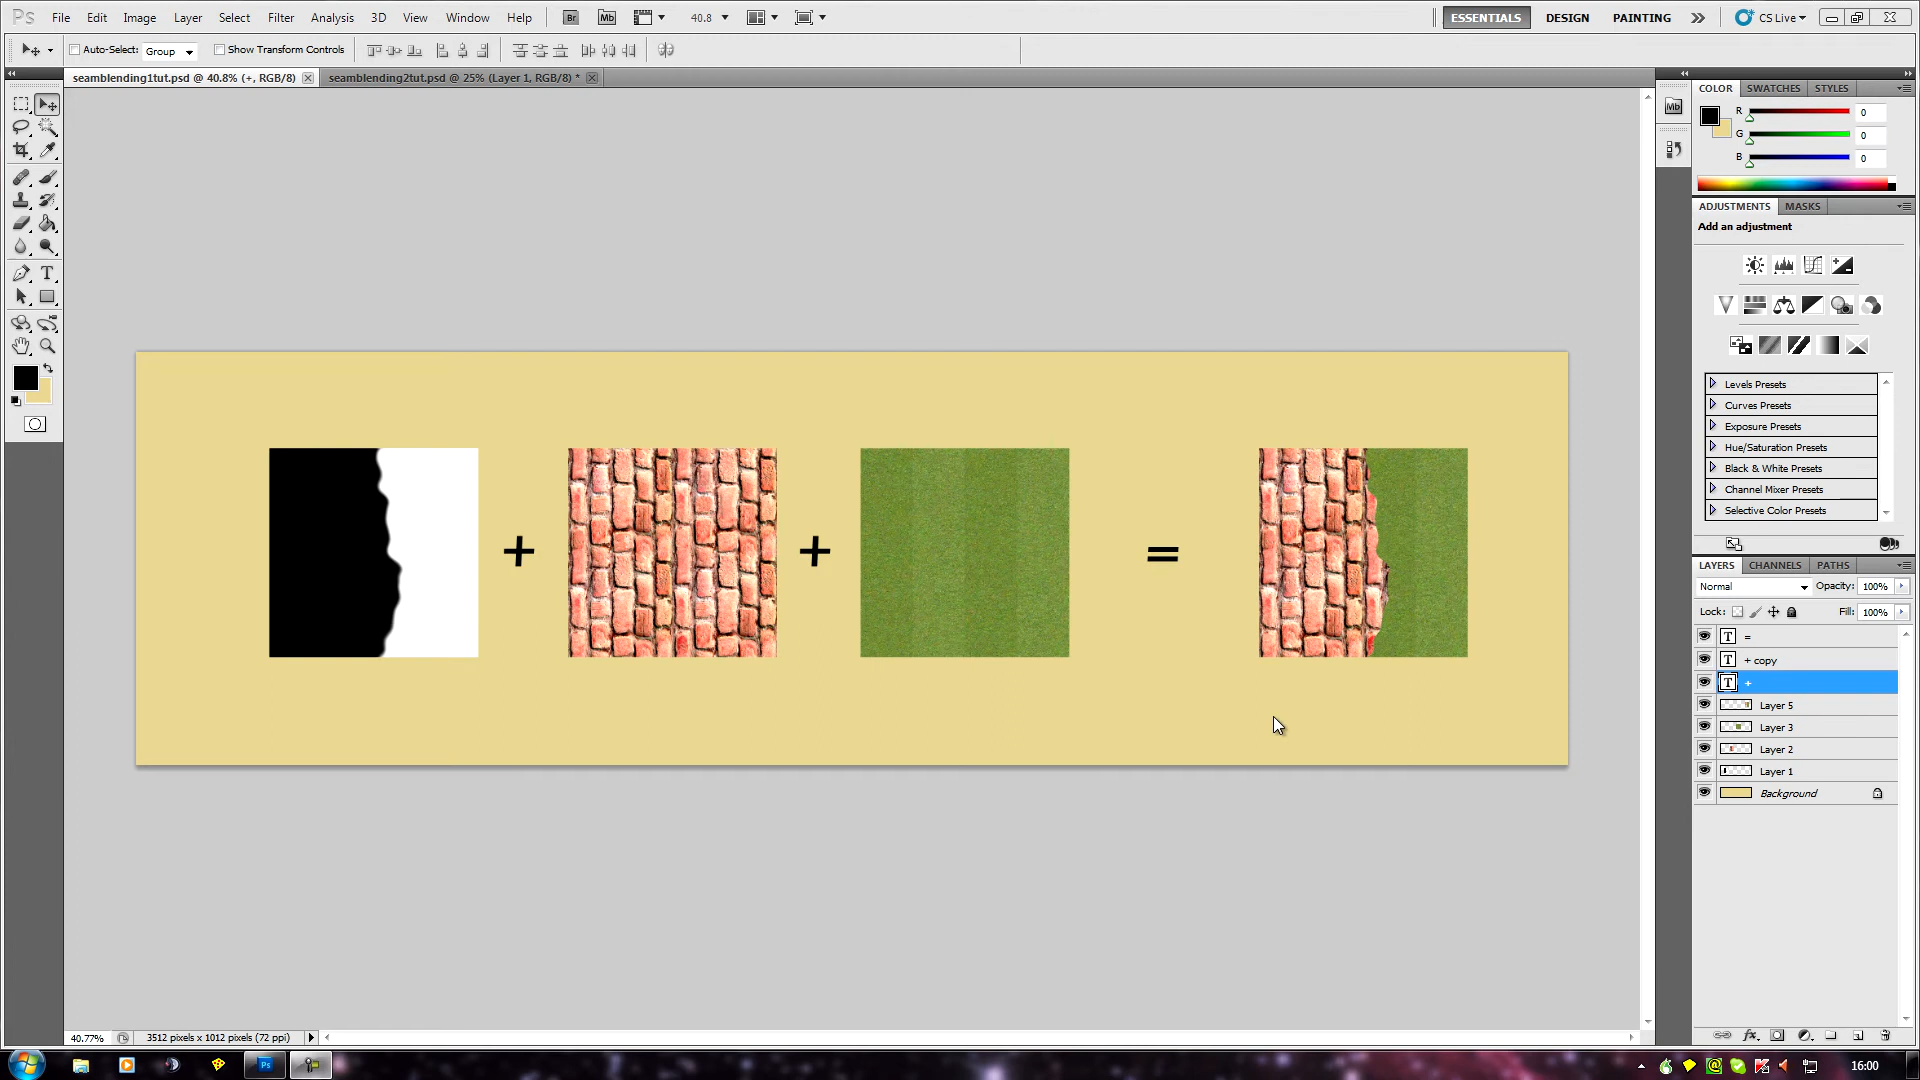 Ps File Edit Image Layer Select Filter Analysis 3D View Window Help Br Mb 40.8 ESSENTIALS DESIGN PAINTING CS Live
Auto-Select: Group Show Transform Controls
seamblending1tut.psd @ 40.8% (+, RGB/8) seamblending2tut.psd @ 25% (Layer 1, RGB/8) *
COLOR SWATCHES STYLES
Mb
R 0
G 0
B 0
ADJUSTMENTS MASKS
Add an adjustment
T
Levels Presets
Curves Presets
Exposure Presets
Hue/Saturation Presets
Black & White Presets
Channel Mixer Presets
Selective Color Presets
+ + =
LAYERS CHANNELS PATHS
Normal Opacity: 100%
Lock: Fill: 100%
T =
T + copy
T +
Layer 5
Layer 3
Layer 2
Layer 1
Background
40.77% 3512 pixels x 1012 pixels (72 ppi)
fx
Ps 16:00